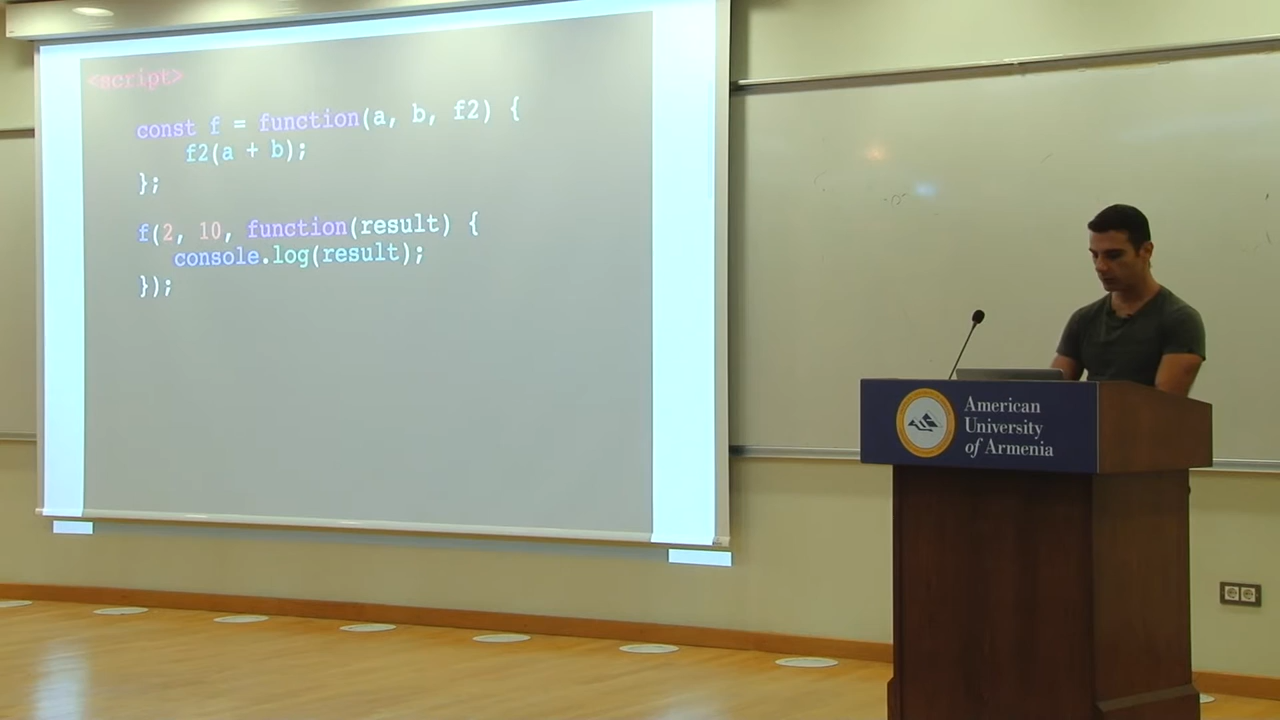 <script>
const f = function(a, b, f2) {
f2(a + b);
};
f(2, 10, function(result) {
console.log(result);
});
American
University
of Armenia